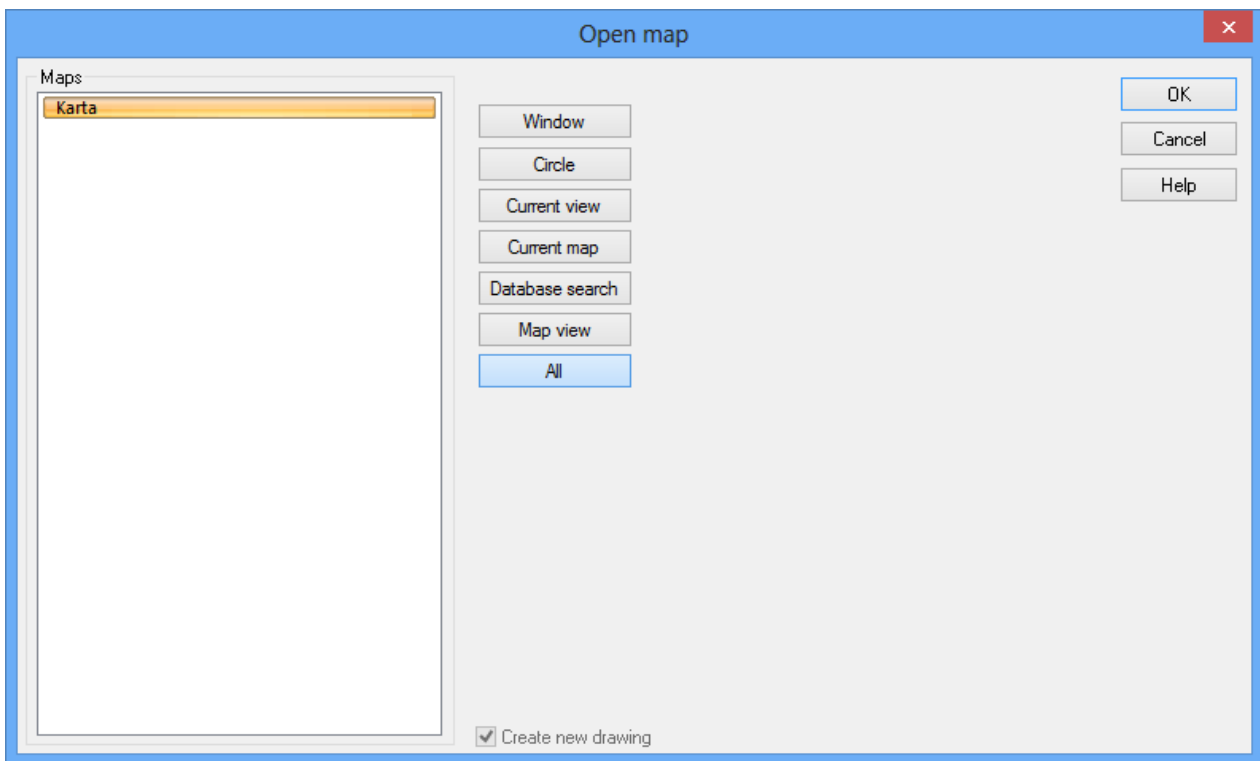 Open map
Maps
Karta
Window
Circle
Current view
Current map
Database search
Map view
All
Create new drawing
OK
Cancel
Help